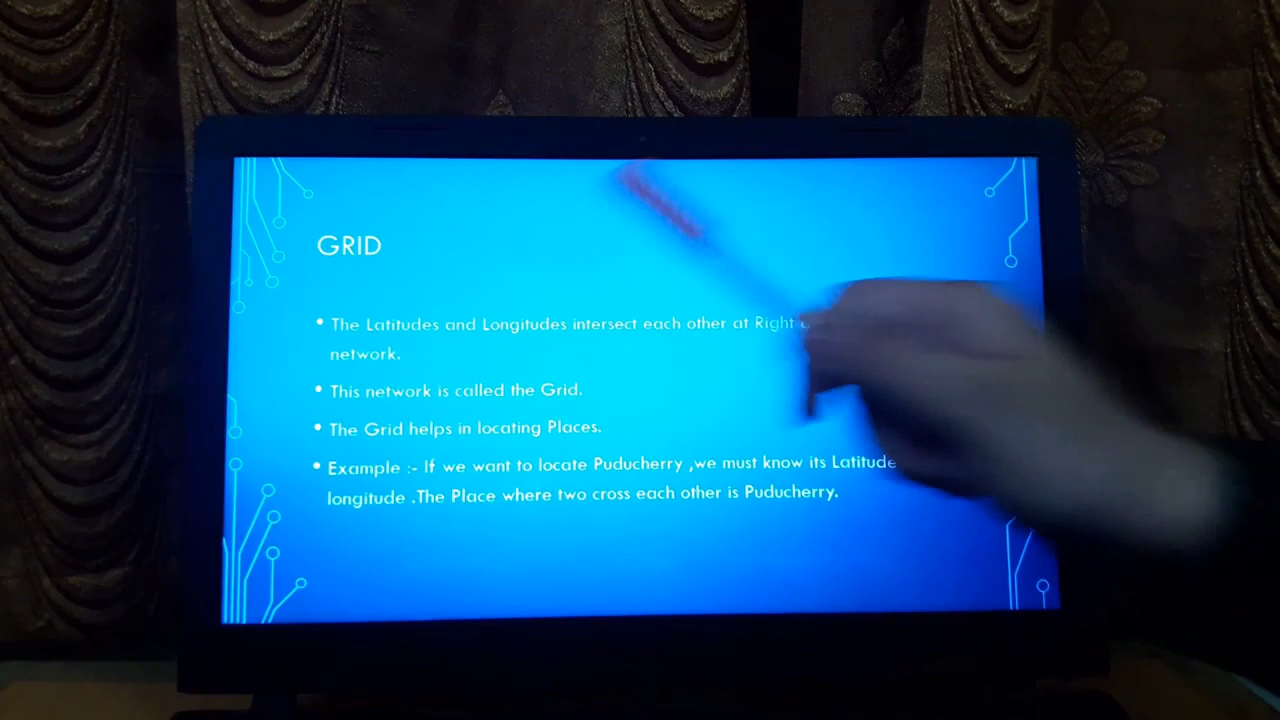 GRID
• The Latitudes and Longitudes intersect each other at Right
network.
• This network is called the Grid.
• The Grid helps in locating Places.
• Example :- If we want to locate Puducherry ,we must know its Latitude
longitude .The Place where two cross each other is Puducherry.